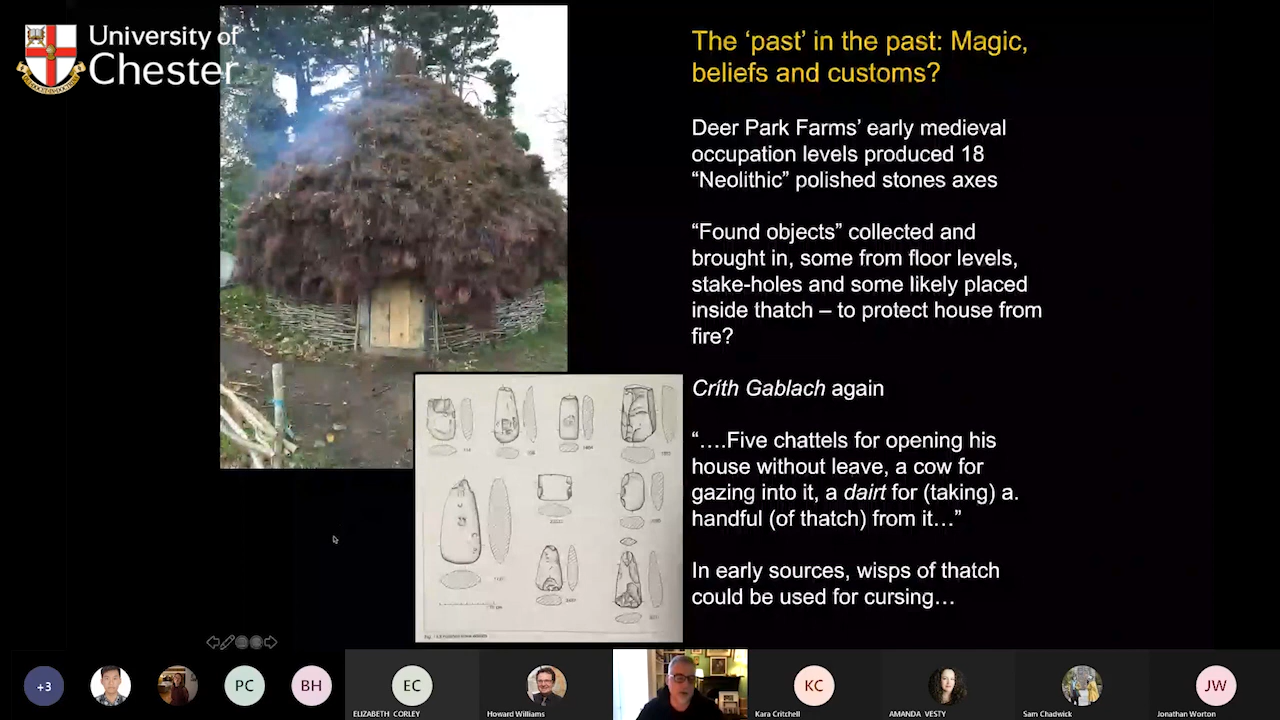 University of
Chester
The ‘past’ in the past: Magic,
beliefs and customs?
Deer Park Farms’ early medieval
occupation levels produced 18
“Neolithic” polished stones axes
“Found objects” collected and
brought in, some from floor levels,
stake-holes and some likely placed
inside thatch – to protect house from
fire?
Críth Gablach again
“….Five chattels for opening his
house without leave, a cow for
gazing into it, a dairt for (taking) a.
handful (of thatch) from it…”
In early sources, wisps of thatch
could be used for cursing…
+3
PC
BH
EC
ELIZABETH CORLEY
Howard Williams
KC
Kara Critchell
AMANDA VESTY
Sam Chadwick
JW
Jonathan Worton